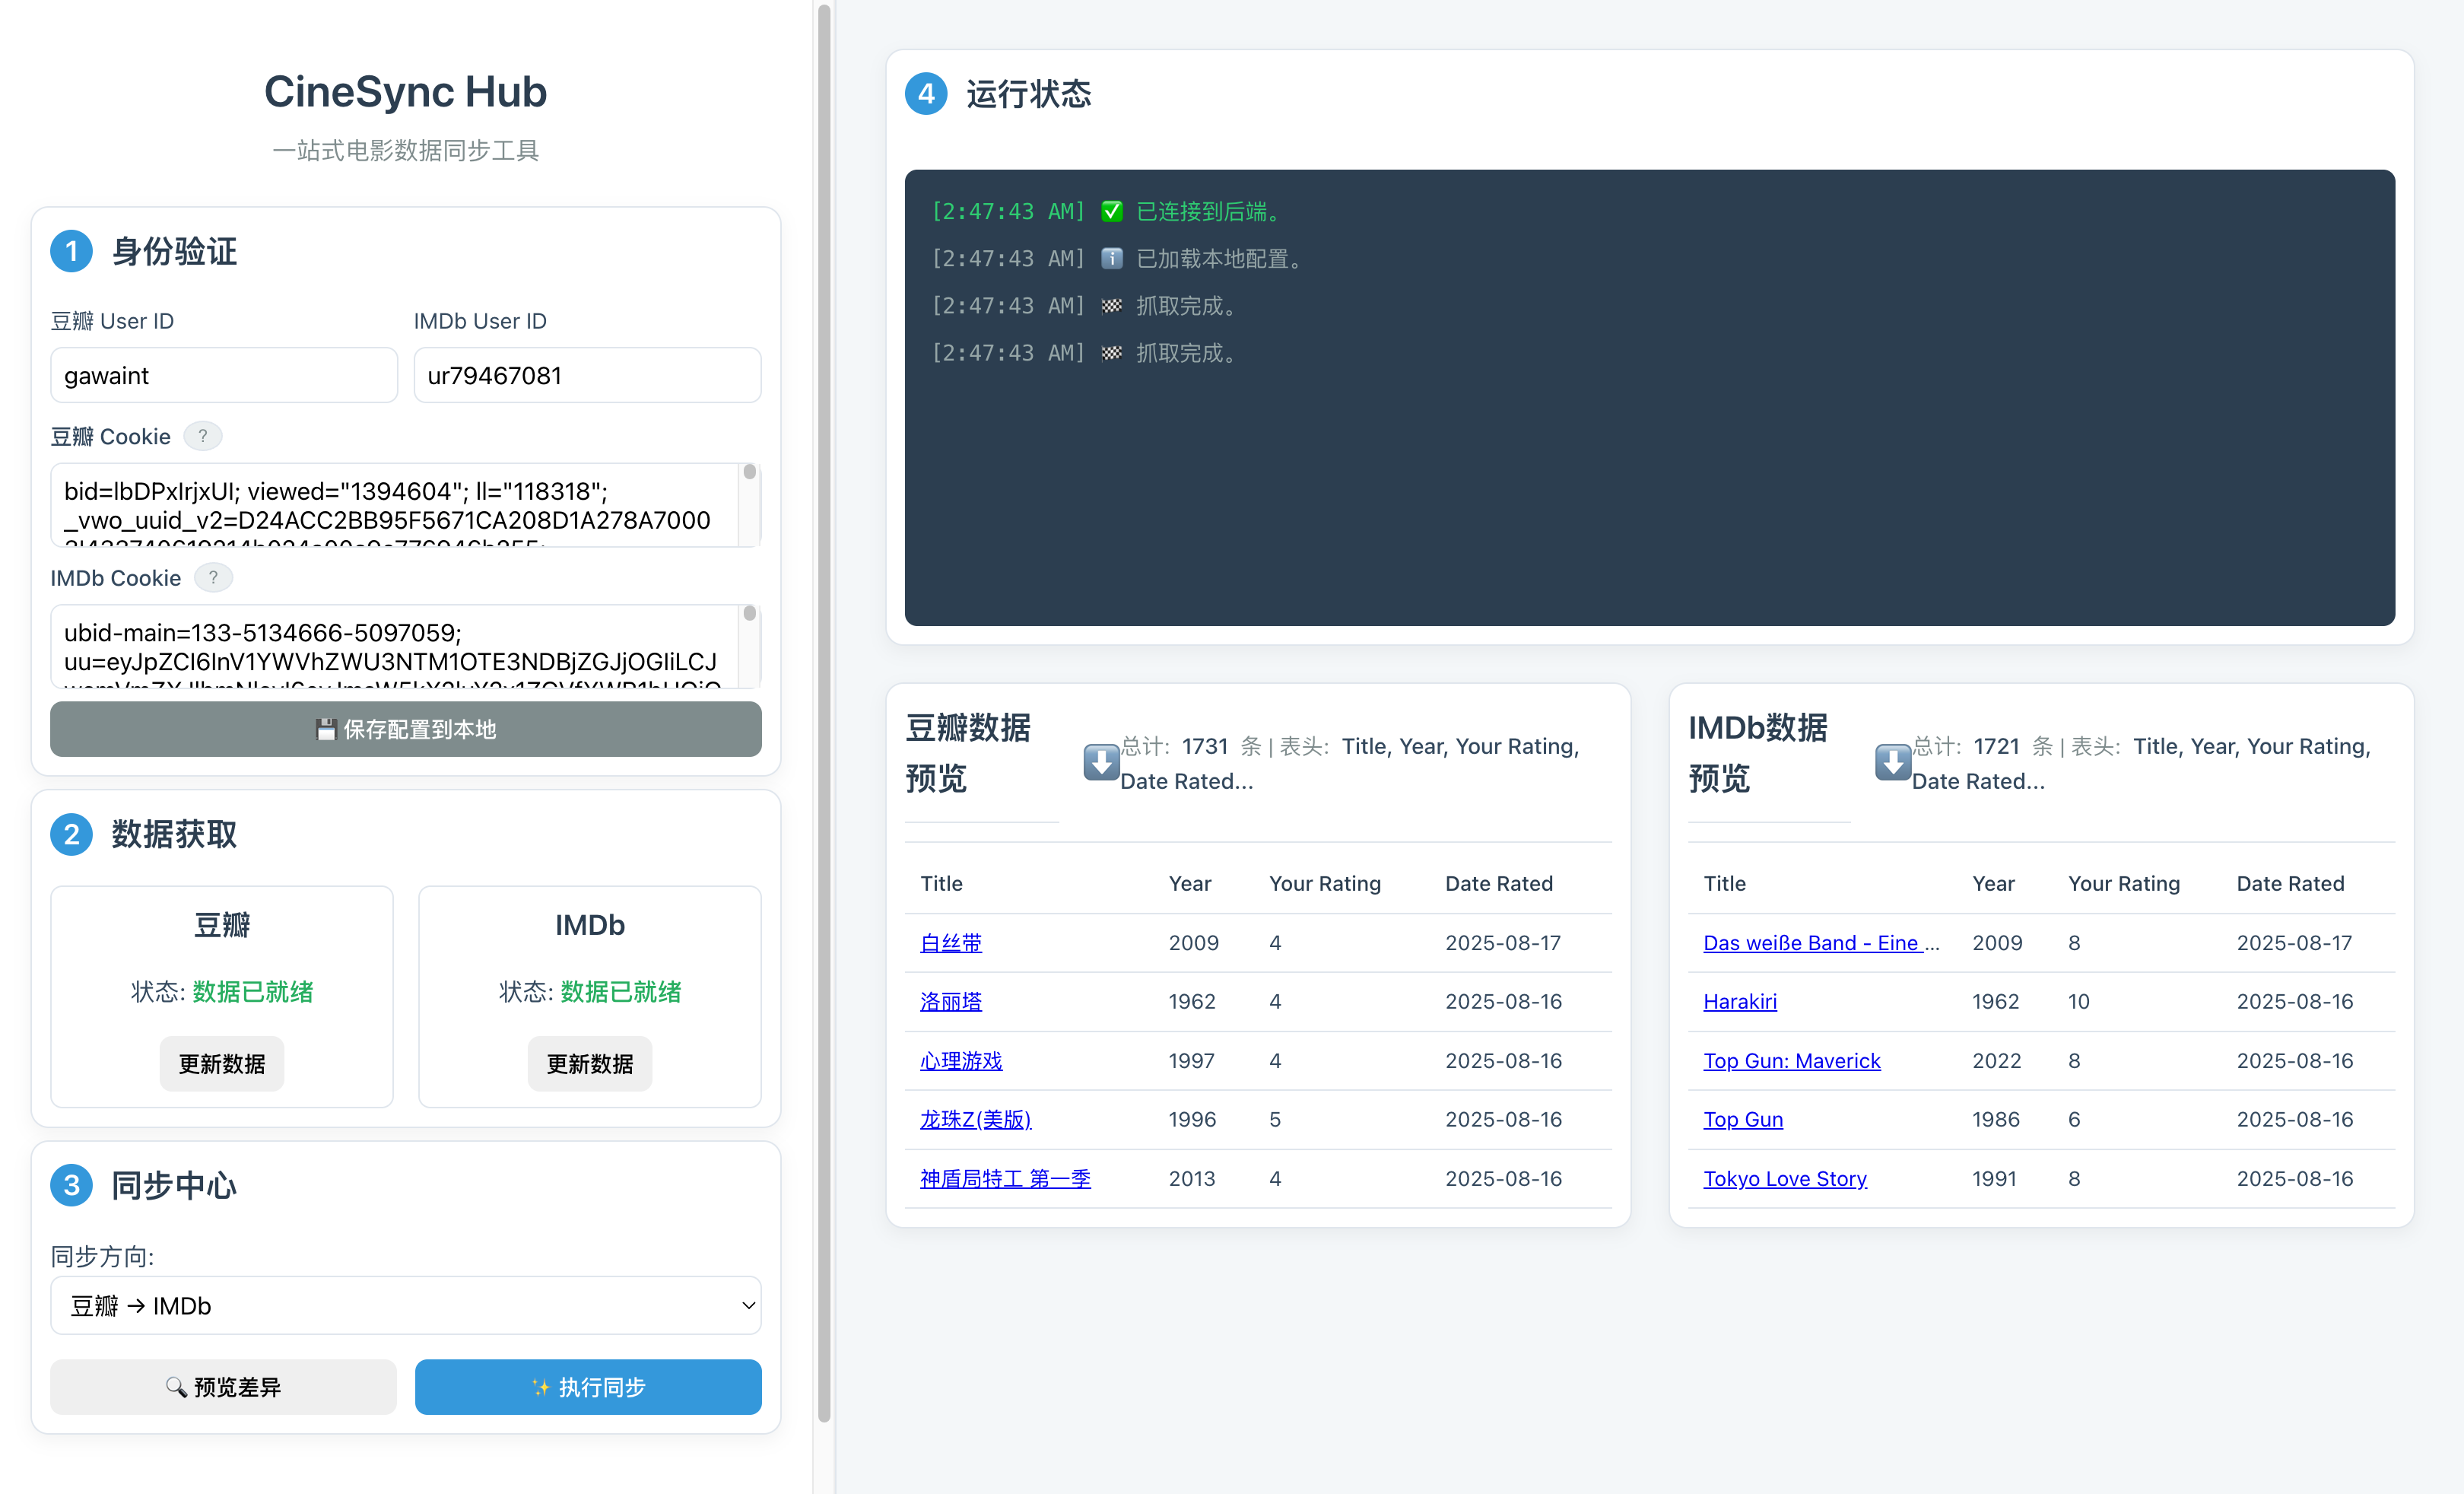 CineSync Hub
一站式电影数据同步工具
1 身份验证
豆瓣 User ID
IMDb User ID
gawaint
ur79467081
豆瓣 Cookie ?
bid=lbDPxIrjxUI; viewed="1394604"; ll="118318";
_vwo_uuid_v2=D24ACC2BB95F5671CA208D1A278A7000
IMDb Cookie ?
ubid-main=133-5134666-5097059;
uu=eyJpZCI6InV1YWVhZWU3NTM1OTE3NDBjZGJjOGIiLCJ
💾 保存配置到本地
2 数据获取
豆瓣
状态: 数据已就绪
更新数据
IMDb
状态: 数据已就绪
更新数据
3 同步中心
同步方向:
豆瓣 → IMDb
🔍 预览差异
✨ 执行同步
4 运行状态
[2:47:43 AM] ✅ 已连接到后端。
[2:47:43 AM] ℹ️ 已加载本地配置。
[2:47:43 AM] 🏁 抓取完成。
[2:47:43 AM] 🏁 抓取完成。
豆瓣数据
预览
⬇️ 总计: 1731 条 | 表头: Title, Year, Your Rating,
Date Rated...
Title Year Your Rating Date Rated
白丝带 2009 4 2025-08-17
洛丽塔 1962 4 2025-08-16
心理游戏 1997 4 2025-08-16
龙珠Z(美版) 1996 5 2025-08-16
神盾局特工 第一季 2013 4 2025-08-16
IMDb数据
预览
⬇️ 总计: 1721 条 | 表头: Title, Year, Your Rating,
Date Rated...
Title Year Your Rating Date Rated
Das weiße Band - Eine ... 2009 8 2025-08-17
Harakiri 1962 10 2025-08-16
Top Gun: Maverick 2022 8 2025-08-16
Top Gun 1986 6 2025-08-16
Tokyo Love Story 1991 8 2025-08-16